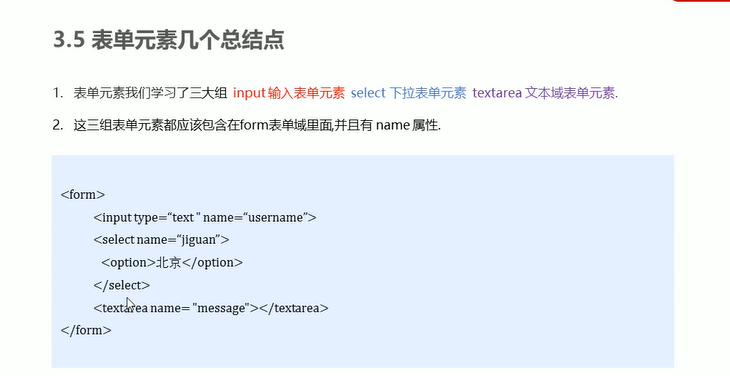 3.5 表单元素几个总结点
1. 表单元素我们学习了三大组 input 输入表单元素 select 下拉表单元素 textarea 文本域表单元素.
2. 这三组表单元素都应该包含在form表单域里面,并且有 name 属性.
<form>
<input type=“text " name=“username”>
<select name=“jiguan”>
<option>北京</option>
</select>
<textarea name= "message"></textarea>
</form>